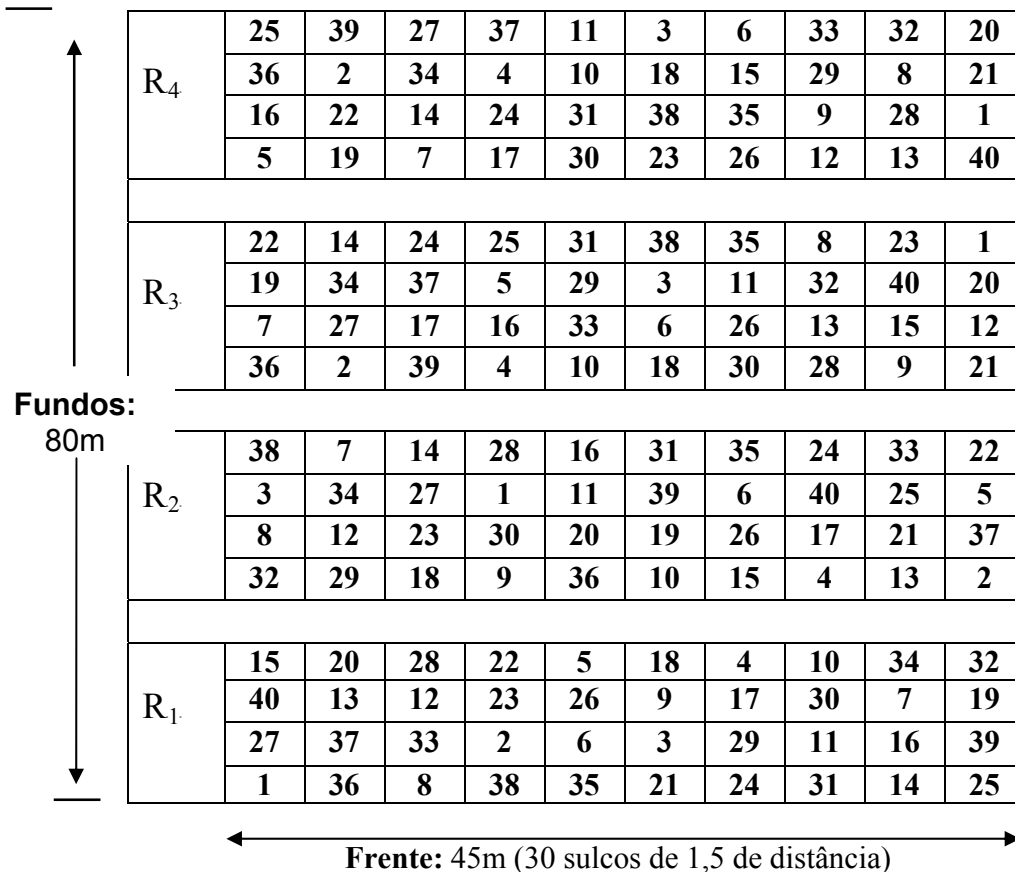 25 39 27 37 11 3 6 33 32 20
R4. 36 2 34 4 10 18 15 29 8 21
16 22 14 24 31 38 35 9 28 1
5 19 7 17 30 23 26 12 13 40
22 14 24 25 31 38 35 8 23 1
R3. 19 34 37 5 29 3 11 32 40 20
7 27 17 16 33 6 26 13 15 12
36 2 39 4 10 18 30 28 9 21
Fundos:
80m
38 7 14 28 16 31 35 24 33 22
R2. 3 34 27 1 11 39 6 40 25 5
8 12 23 30 20 19 26 17 21 37
32 29 18 9 36 10 15 4 13 2
15 20 28 22 5 18 4 10 34 32
R1. 40 13 12 23 26 9 17 30 7 19
27 37 33 2 6 3 29 11 16 39
1 36 8 38 35 21 24 31 14 25
Frente: 45m (30 sulcos de 1,5 de distância)